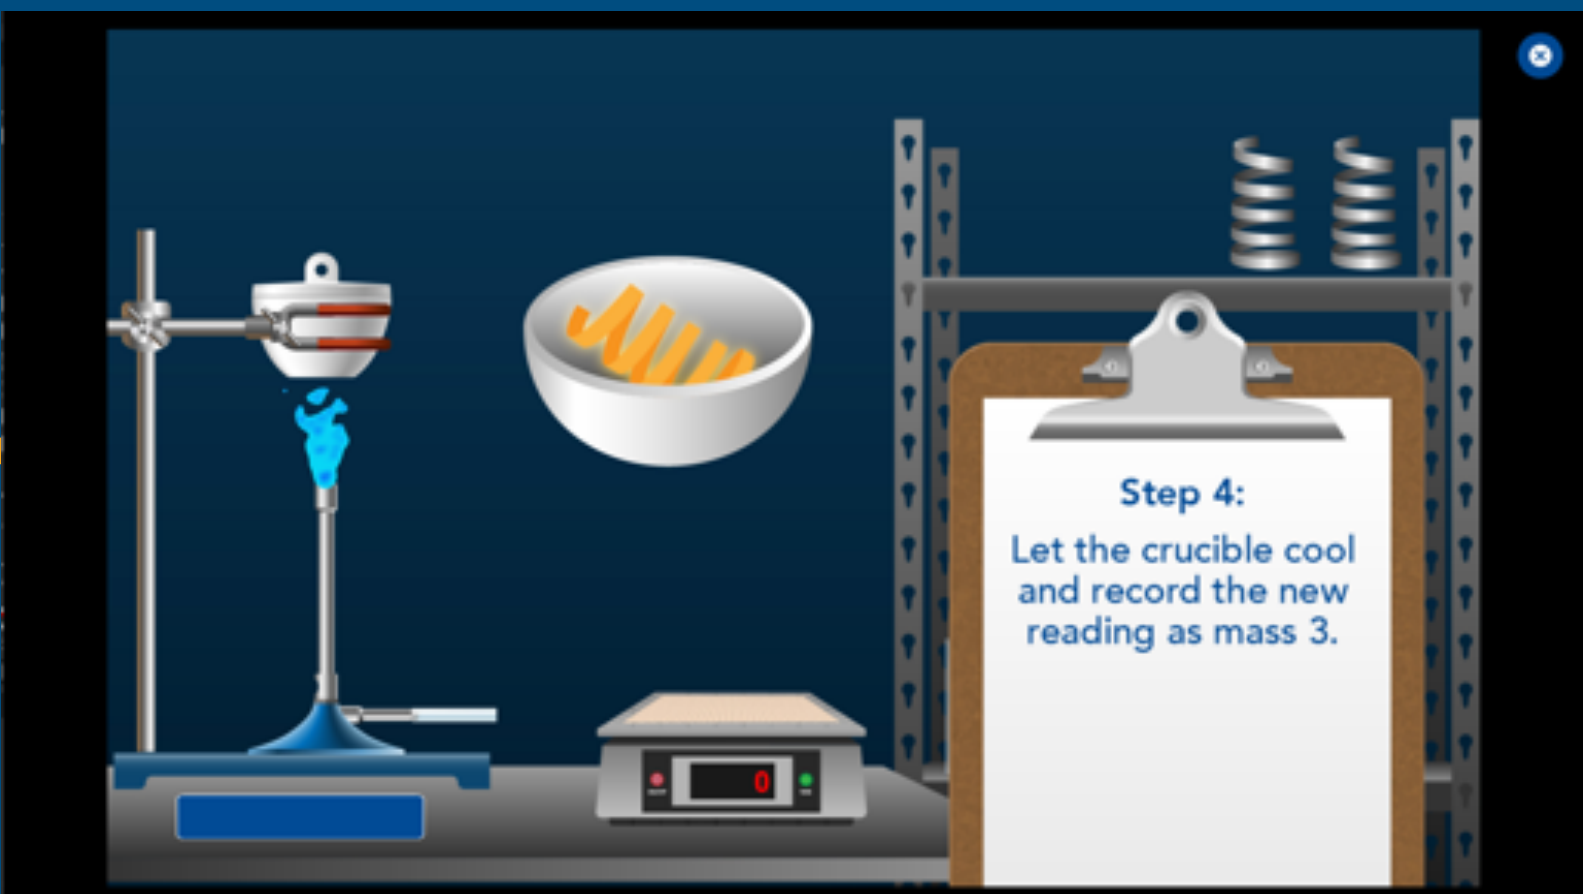 Step 4:
Let the crucible cool
and record the new
reading as mass 3.
0